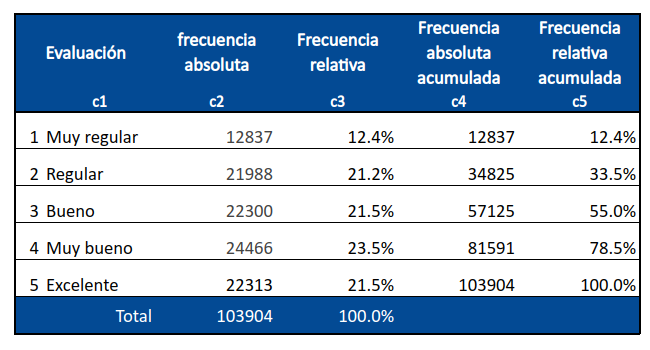 Evaluación frecuencia absoluta Frecuencia relativa Frecuencia absoluta acumulada Frecuencia relativa acumulada
c1 c2 c3 c4 c5
1 Muy regular 12837 12.4% 12837 12.4%
2 Regular 21988 21.2% 34825 33.5%
3 Bueno 22300 21.5% 57125 55.0%
4 Muy bueno 24466 23.5% 81591 78.5%
5 Excelente 22313 21.5% 103904 100.0%
Total 103904 100.0%